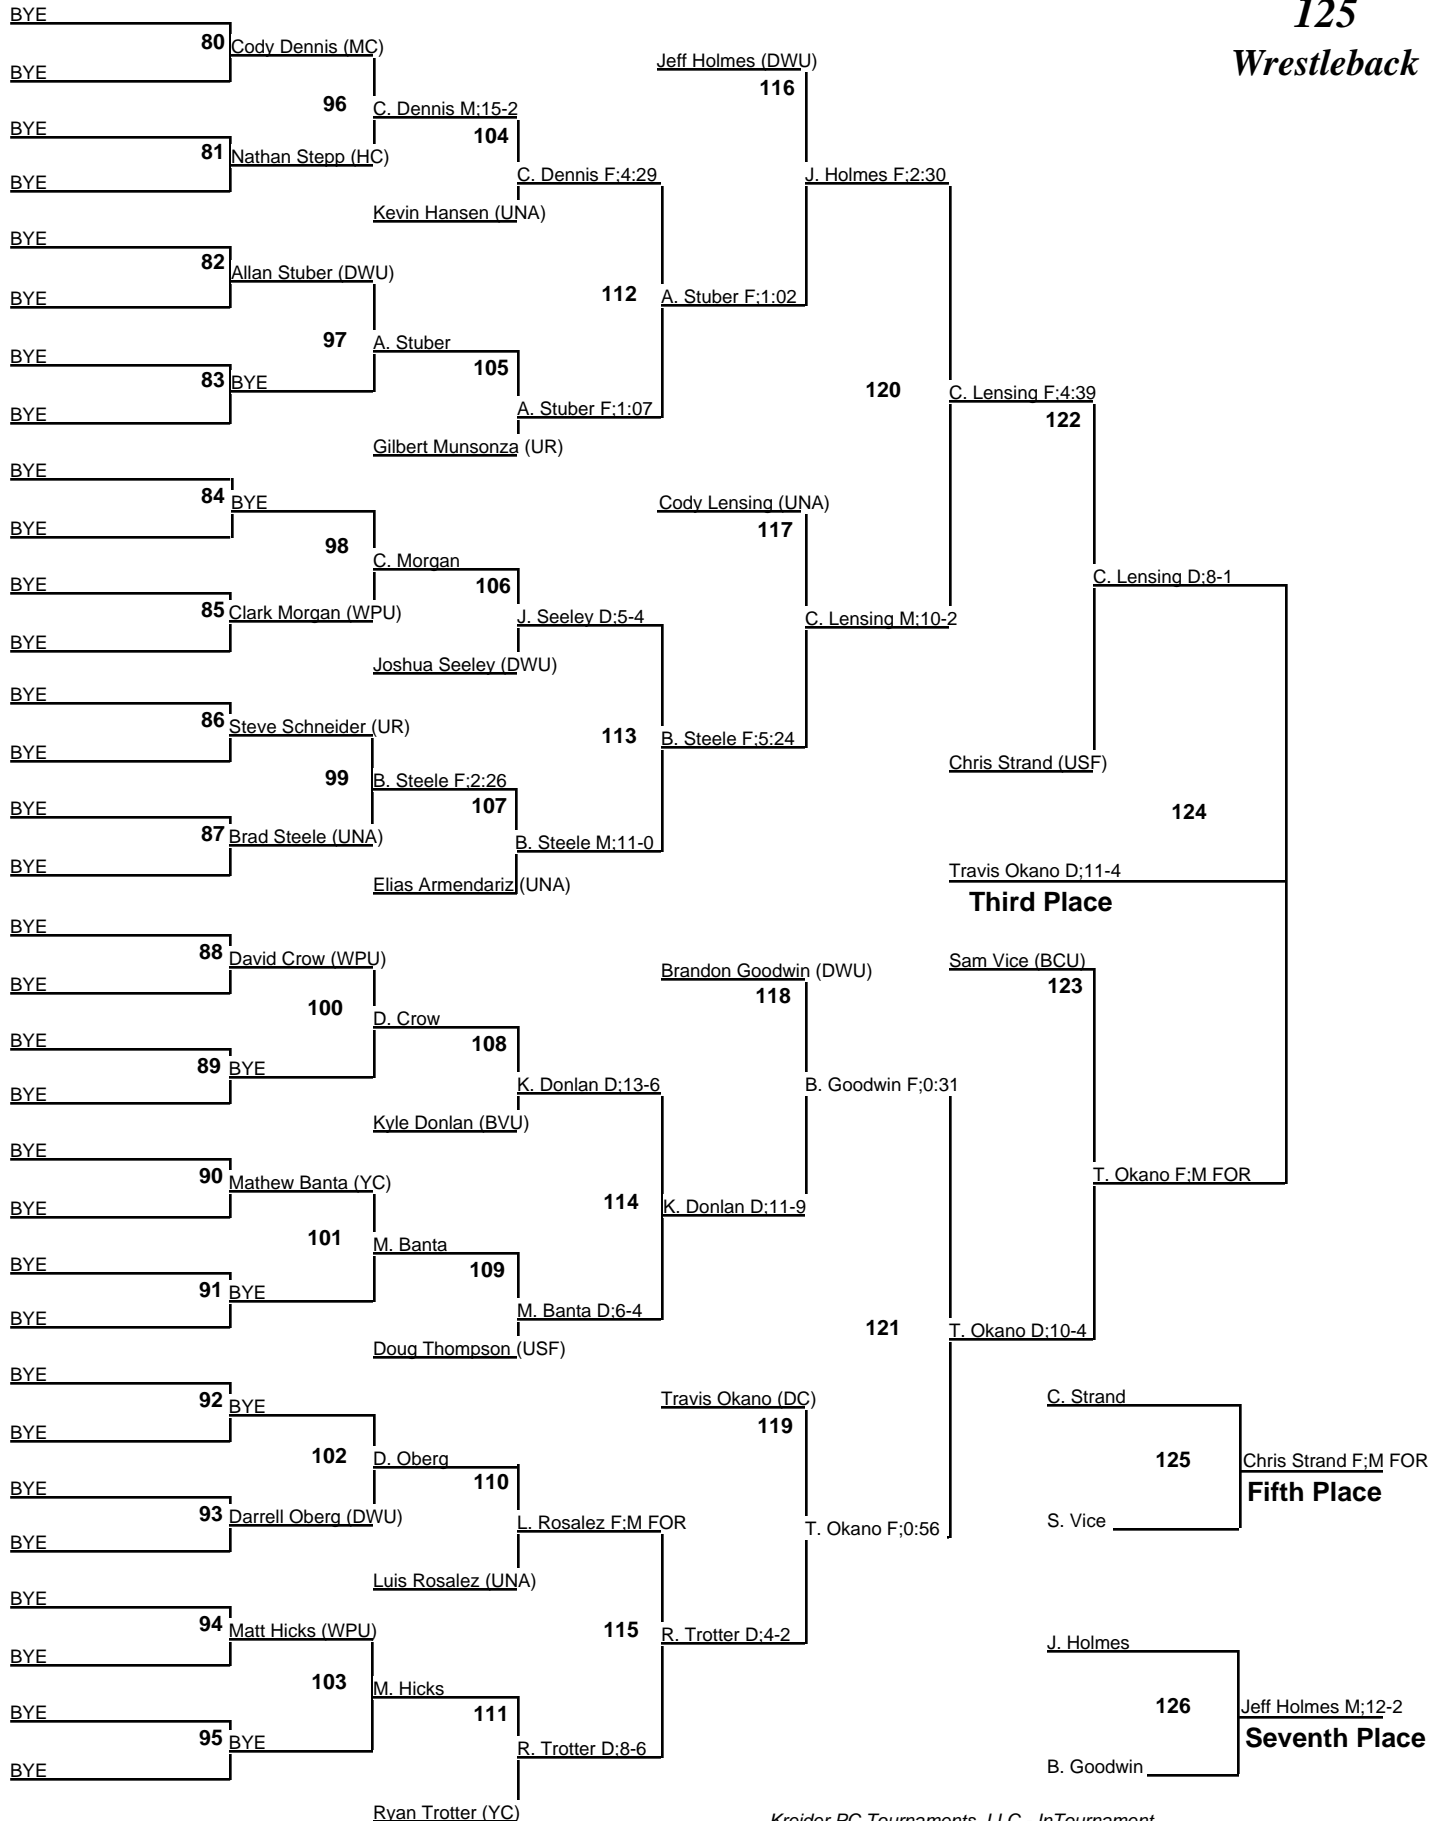 125
Wrestleback
BYE
80 Cody Dennis (MC)
BYE
Jeff Holmes (DWU)
116
96 C. Dennis M;15-2
104
BYE
81 Nathan Stepp (HC)
BYE
C. Dennis F;4:29
J. Holmes F;2:30
Kevin Hansen (UNA)
BYE
82 Allan Stuber (DWU)
BYE
112 A. Stuber F;1:02
97 A. Stuber
105
BYE
83 BYE
BYE
A. Stuber F;1:07
120 C. Lensing F;4:39
122
Gilbert Munsonza (UR)
BYE
84 BYE
BYE
Cody Lensing (UNA)
117
98 C. Morgan
106
BYE
85 Clark Morgan (WPU)
BYE
C. Lensing D;8-1
J. Seeley D;5-4
C. Lensing M;10-2
Joshua Seeley (DWU)
BYE
86 Steve Schneider (UR)
BYE
113 B. Steele F;5:24
Chris Strand (USF)
99 B. Steele F;2:26
107
124
BYE
87 Brad Steele (UNA)
BYE
B. Steele M;11-0
Travis Okano D;11-4
Third Place
Elias Armendariz (UNA)
BYE
88 David Crow (WPU)
BYE
Brandon Goodwin (DWU)
118
Sam Vice (BCU)
123
100 D. Crow
108
BYE
89 BYE
BYE
K. Donlan D;13-6
B. Goodwin F;0:31
Kyle Donlan (BVU)
BYE
90 Mathew Banta (YC)
BYE
114 K. Donlan D;11-9
T. Okano F;M FOR
101 M. Banta
109
BYE
91 BYE
BYE
M. Banta D;6-4
121 T. Okano D;10-4
Doug Thompson (USF)
BYE
92 BYE
BYE
Travis Okano (DC)
119
C. Strand
102 D. Oberg
110
125 Chris Strand F;M FOR
Fifth Place
BYE
93 Darrell Oberg (DWU)
BYE
L. Rosalez F;M FOR
T. Okano F;0:56
S. Vice
Luis Rosalez (UNA)
BYE
94 Matt Hicks (WPU)
BYE
115 R. Trotter D;4-2
J. Holmes
103 M. Hicks
111
126 Jeff Holmes M;12-2
Seventh Place
BYE
95 BYE
BYE
R. Trotter D;8-6
B. Goodwin
Ryan Trotter (YC)
Kreider PC Tournaments, LLC - InTournament